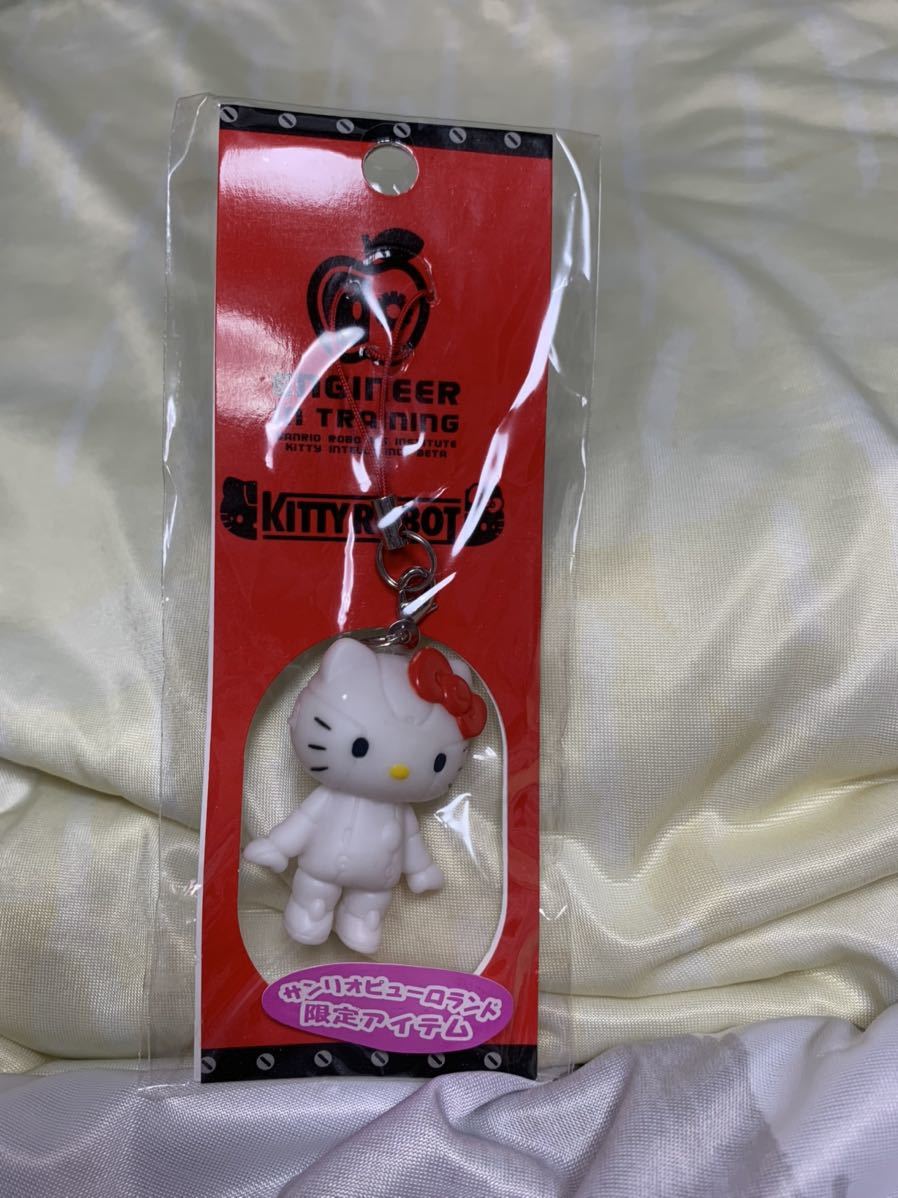 ENGINEER
IN TRAINING
SANRIO ROBOTICS INSTITUTE
KITTY INTELLIGENCE BETA
KITTY ROBOT
サンリオピューロランド
限定アイテム